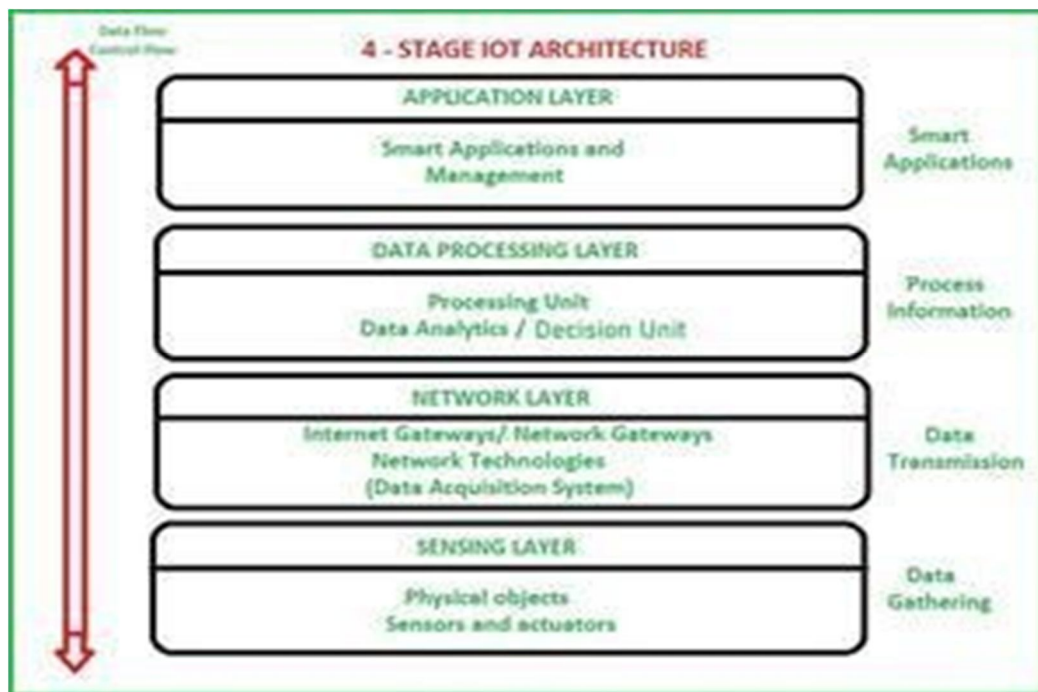 Data Flow
Control Flow
4 - STAGE IOT ARCHITECTURE
APPLICATION LAYER
Smart Applications and
Management
Smart
Applications
DATA PROCESSING LAYER
Processing Unit
Data Analytics / Decision Unit
Process
Information
NETWORK LAYER
Internet Gateways/ Network Gateways
Network Technologies
(Data Acquisition System)
Data
Transmission
SENSING LAYER
Physical objects
Sensors and actuators
Data
Gathering